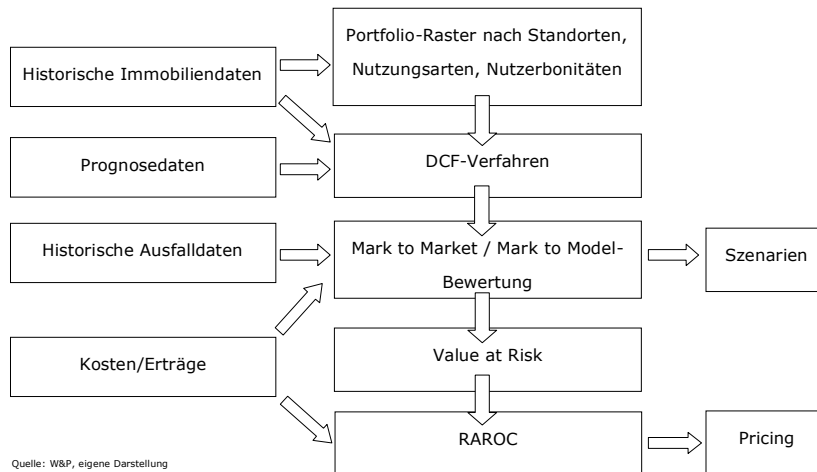 Portfolio-Raster nach Standorten,
Nutzungsarten, Nutzerbonitäten
Historische Immobiliendaten
Prognosedaten
DCF-Verfahren
Historische Ausfalldaten
Mark to Market / Mark to Model-
Bewertung
Szenarien
Kosten/Erträge
Value at Risk
RAROC
Pricing
Quelle: W&P, eigene Darstellung